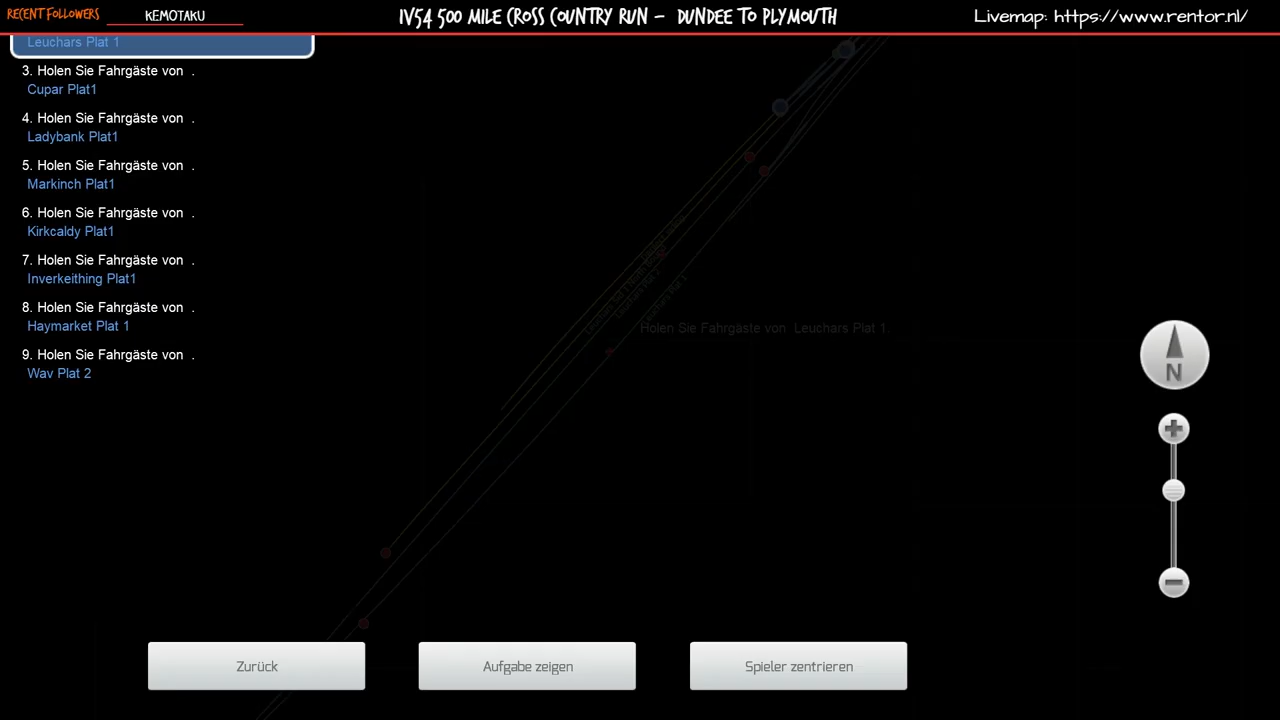 RECENT FOLLOWERS
KEMOTAKU
1V54 500 MILE CROSS COUNTRY RUN - DUNDEE TO PLYMOUTH
Livemap: https://www.rentor.nl/
Leuchars Plat 1
3. Holen Sie Fahrgäste von .
Cupar Plat1
4. Holen Sie Fahrgäste von .
Ladybank Plat1
5. Holen Sie Fahrgäste von .
Markinch Plat1
6. Holen Sie Fahrgäste von .
Kirkcaldy Plat1
7. Holen Sie Fahrgäste von .
Inverkeithing Plat1
8. Holen Sie Fahrgäste von .
Haymarket Plat 1
9. Holen Sie Fahrgäste von .
Wav Plat 2
Holen Sie Fahrgäste von Leuchars Plat 1.
N
Zurück
Aufgabe zeigen
Spieler zentrieren